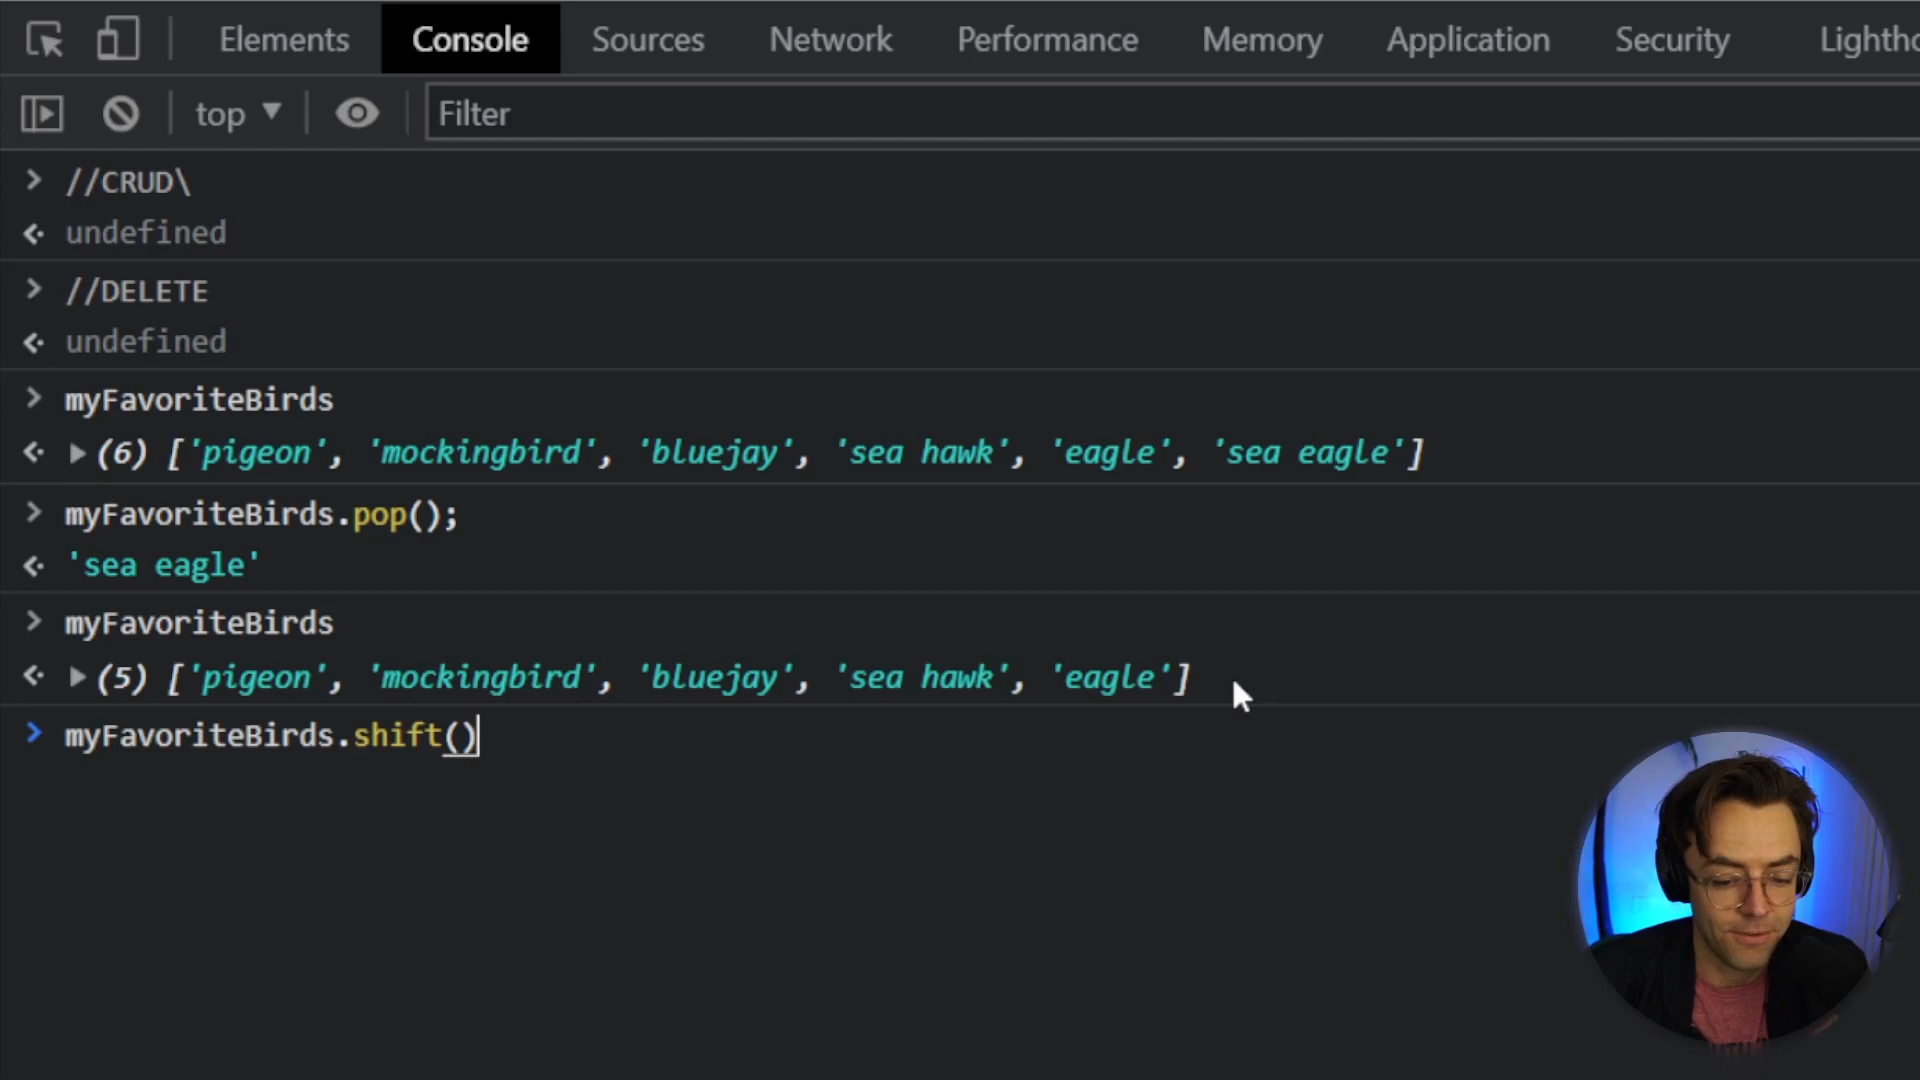 Elements Console Sources Network Performance Memory Application Security Lightho
top Filter
> //CRUD\
undefined
> //DELETE
undefined
> myFavoriteBirds
(6) ['pigeon', 'mockingbird', 'bluejay', 'sea hawk', 'eagle', 'sea eagle']
> myFavoriteBirds.pop();
'sea eagle'
> myFavoriteBirds
(5) ['pigeon', 'mockingbird', 'bluejay', 'sea hawk', 'eagle']
> myFavoriteBirds.shift()